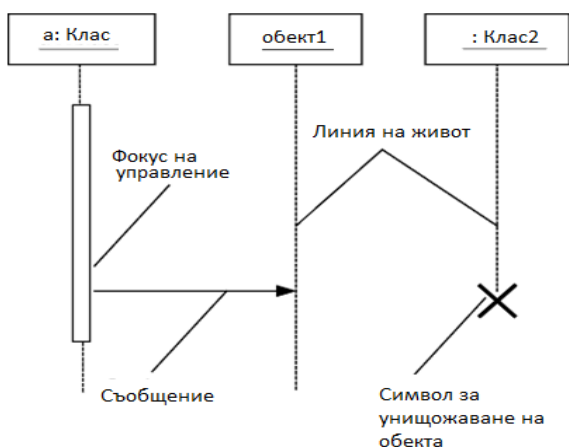 а: Клас
обект1
: Клас2
Линия на живот
Фокус на
управление
Съобщение
Символ за
унищожаване на
обекта